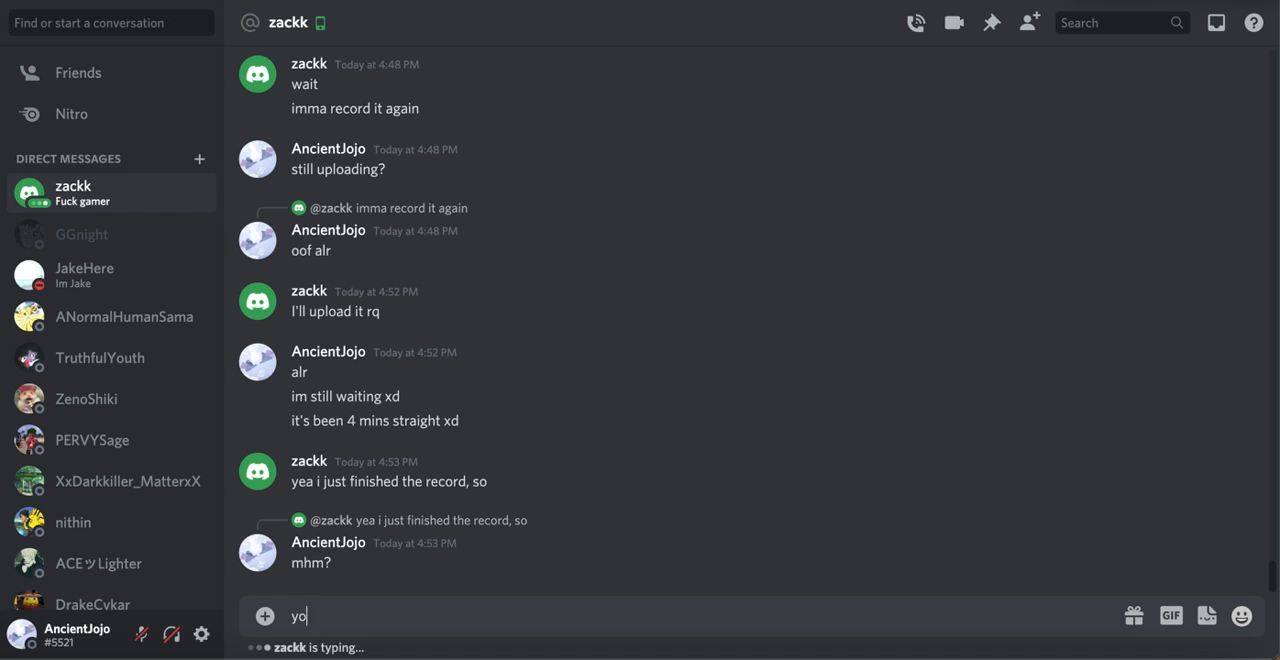 Find or start a conversation
Friends
Nitro
DIRECT MESSAGES
zackk
Fuck gamer
GGnight
JakeHere
Im Jake
ANormalHumanSama
TruthfulYouth
ZenoShiki
PERVYSage
XxDarkkiller_MatterxX
nithin
ACEッLighter
DrakeCvkar
AncientJojo
#5521
@ zackk
Search
zackk Today at 4:48 PM
wait
imma record it again
AncientJojo Today at 4:48 PM
still uploading?
@zackk imma record it again
AncientJojo Today at 4:48 PM
oof alr
zackk Today at 4:52 PM
I'll upload it rq
AncientJojo Today at 4:52 PM
alr
im still waiting xd
it's been 4 mins straight xd
zackk Today at 4:53 PM
yea i just finished the record, so
@zackk yea i just finished the record, so
AncientJojo Today at 4:53 PM
mhm?
yo
GIF
zackk is typing...